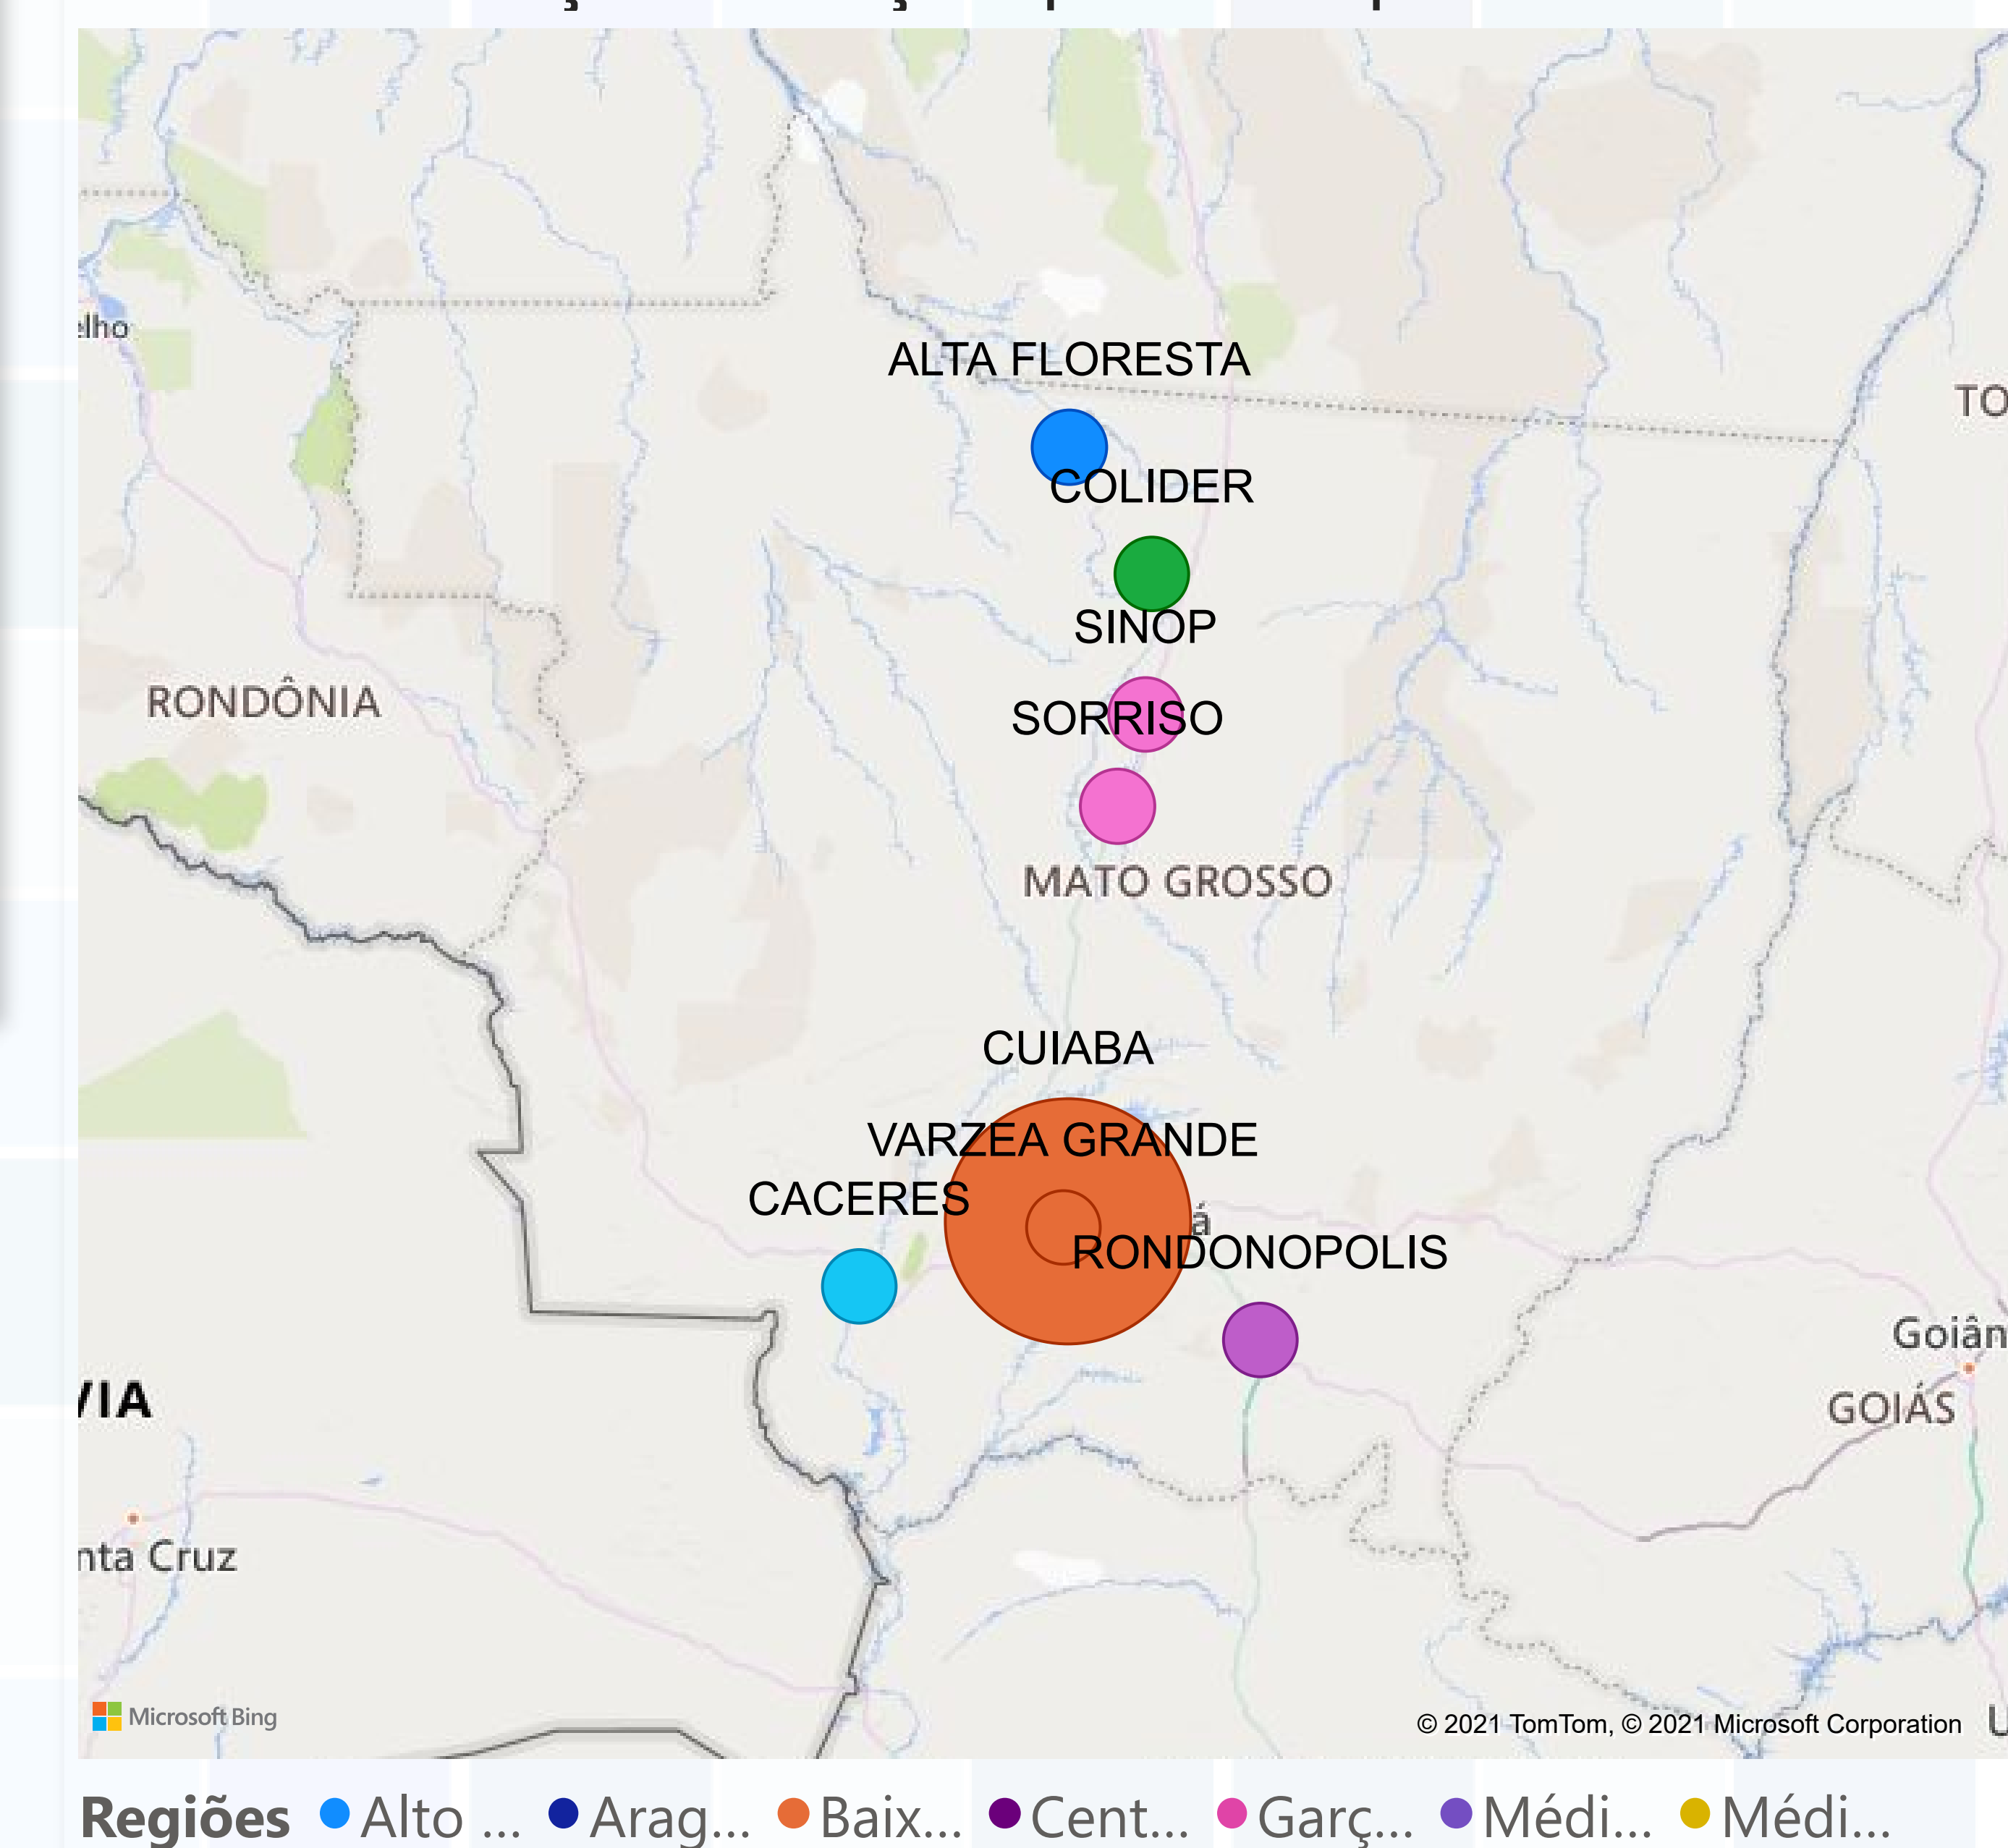 elho
ALTA FLORESTA
TO
COLIDER
SINOP
RONDÔNIA
SORRISO
MATO GROSSO
CUIABA
VARZEA GRANDE
CACERES
á
RONDONOPOLIS
Goiân
VIA
GOIÁS
nta Cruz
Microsoft Bing
© 2021 TomTom, © 2021 Microsoft Corporation
U
Regiões Alto ... Arag... Baix... Cent... Garç... Médi... Médi...